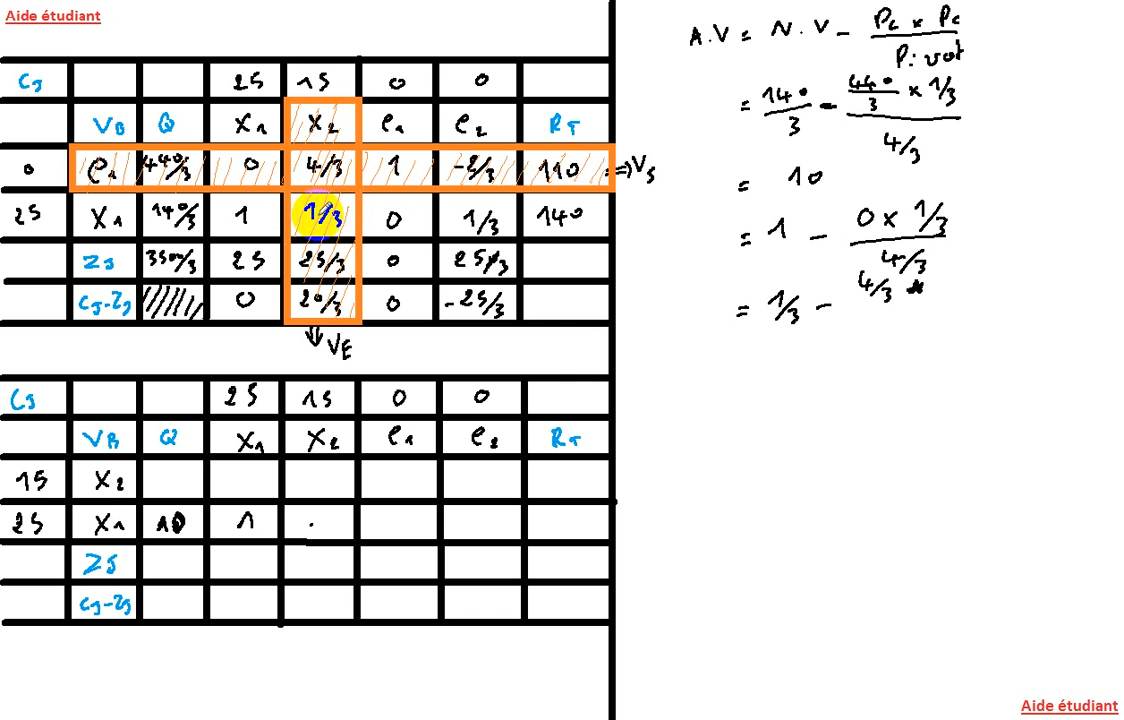 Aide étudiant
A.V = N.V - Pc x Pc / Pivot
= 140/3 - 440/3 x 1/3 / 4/3
= 10
= 1 - 0 x 1/3 / 4/3
= 1/3 - 4/3
CJ 25 15 0 0
VB Q X1 X2 e1 e2 RT
0 e1 440/3 0 4/3 1 -2/3 110 => VS
25 X1 140/3 1 1/3 0 1/3 140
ZJ 3500/3 25 25/3 0 25/3
CJ-ZJ 0 20/3 0 -25/3
VE
CJ 25 15 0 0
VB Q X1 X2 e1 e2 RT
15 X2
25 X1 10 1
ZJ
CJ-ZJ
Aide étudiant